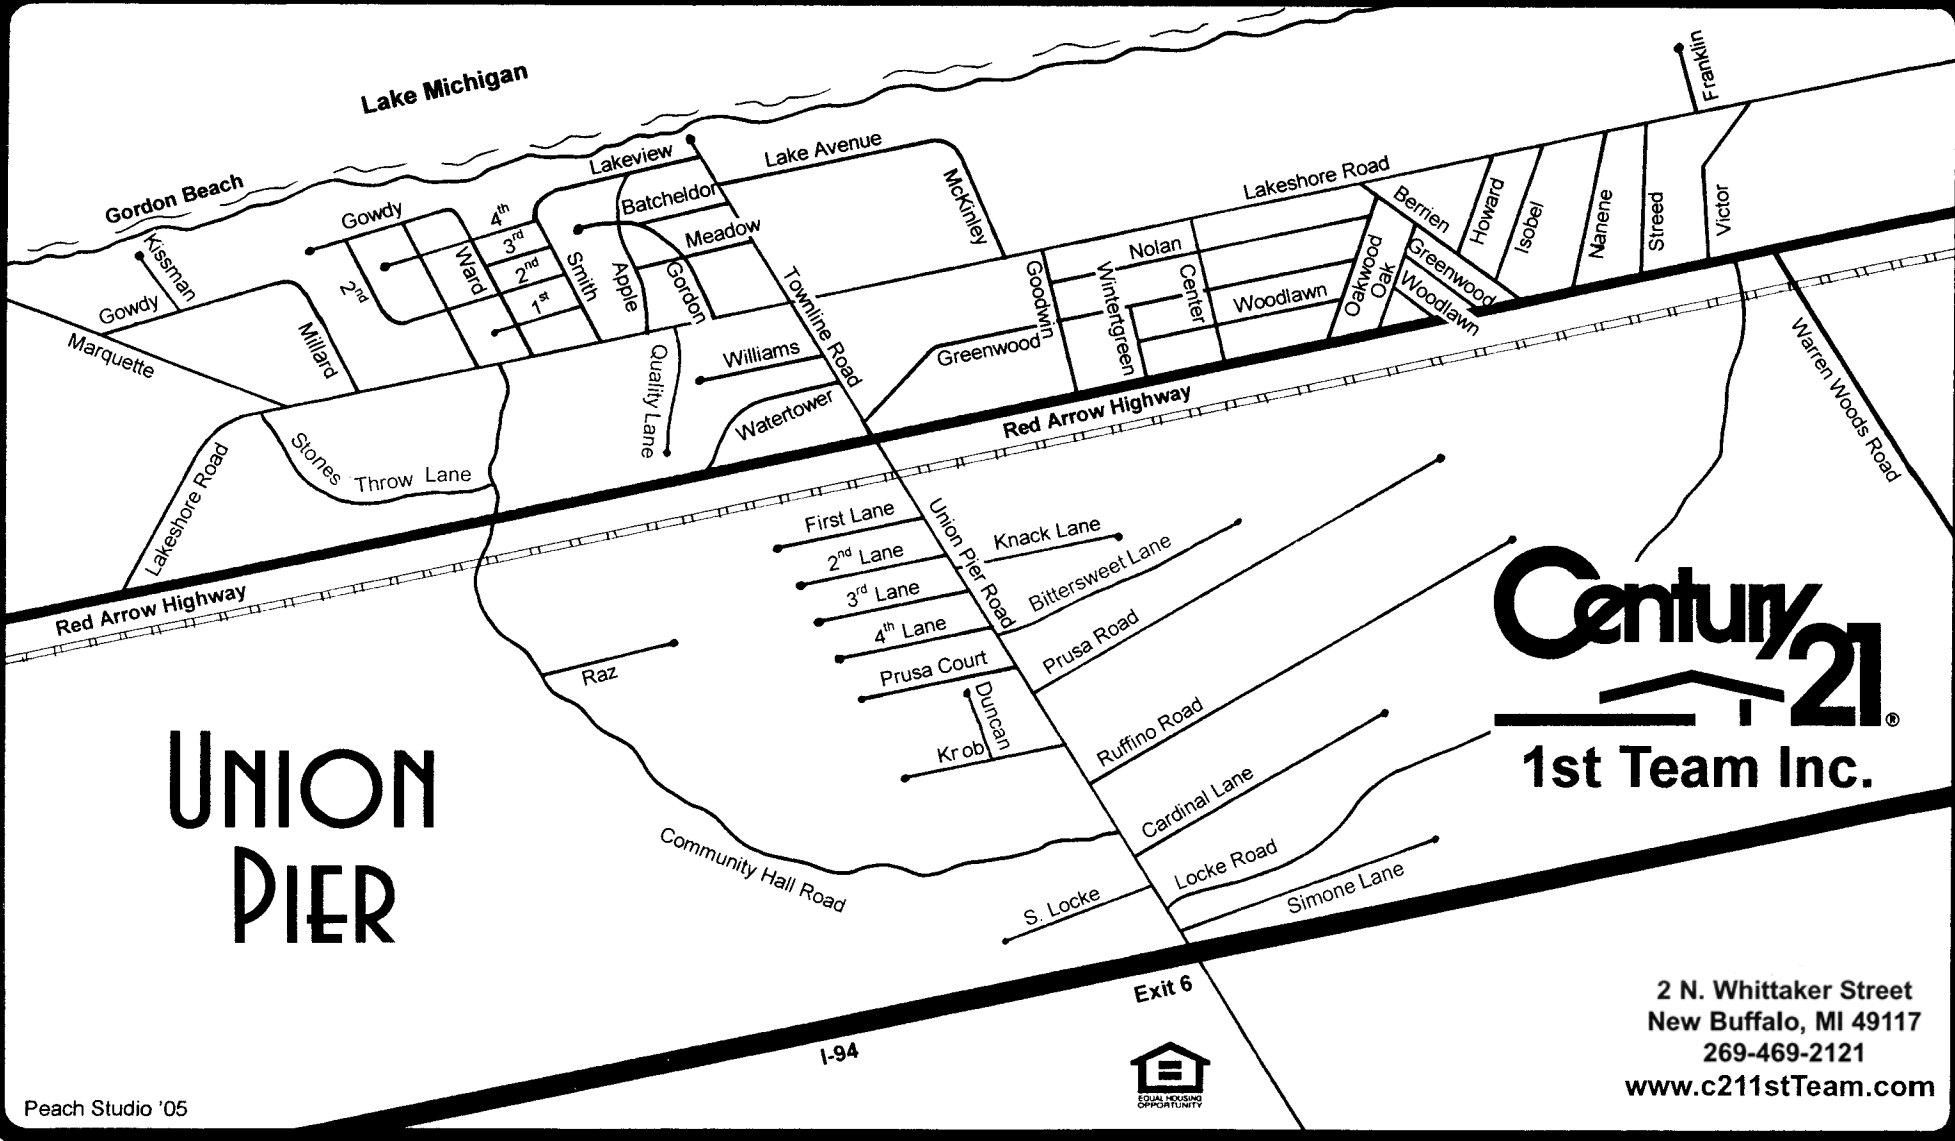 Lake Michigan
Gordon Beach
Kissman
Gowdy
Marquette
Millard
Gowdy
2nd
4th
Ward
3rd
2nd
1st
Smith
Lakeview
Batcheldor
Apple
Meadow
Gordon
Lake Avenue
McKinley
Townline Road
Quality Lane
Williams
Watertower
Lakeshore Road
Stones
Throw Lane
Greenwood
Goodwin
Wintergreen
Nolan
Center
Woodlawn
Lakeshore Road
Oakwood
Oak
Berrien
Greenwood
Woodlawn
Howard
Isobel
Nanene
Streed
Victor
Franklin
Red Arrow Highway
Red Arrow Highway
Warren Woods Road
First Lane
2nd Lane
3rd Lane
4th Lane
Prusa Court
Duncan
Krob
Raz
Union Pier Road
Knack Lane
Bittersweet Lane
Prusa Road
Ruffino Road
Cardinal Lane
Locke Road
Simone Lane
S. Locke
Community Hall Road
UNION
PIER
Century
21®
1st Team Inc.
Exit 6
I-94
EQUAL HOUSING
OPPORTUNITY
2 N. Whittaker Street
New Buffalo, MI 49117
269-469-2121
www.c211stTeam.com
Peach Studio '05